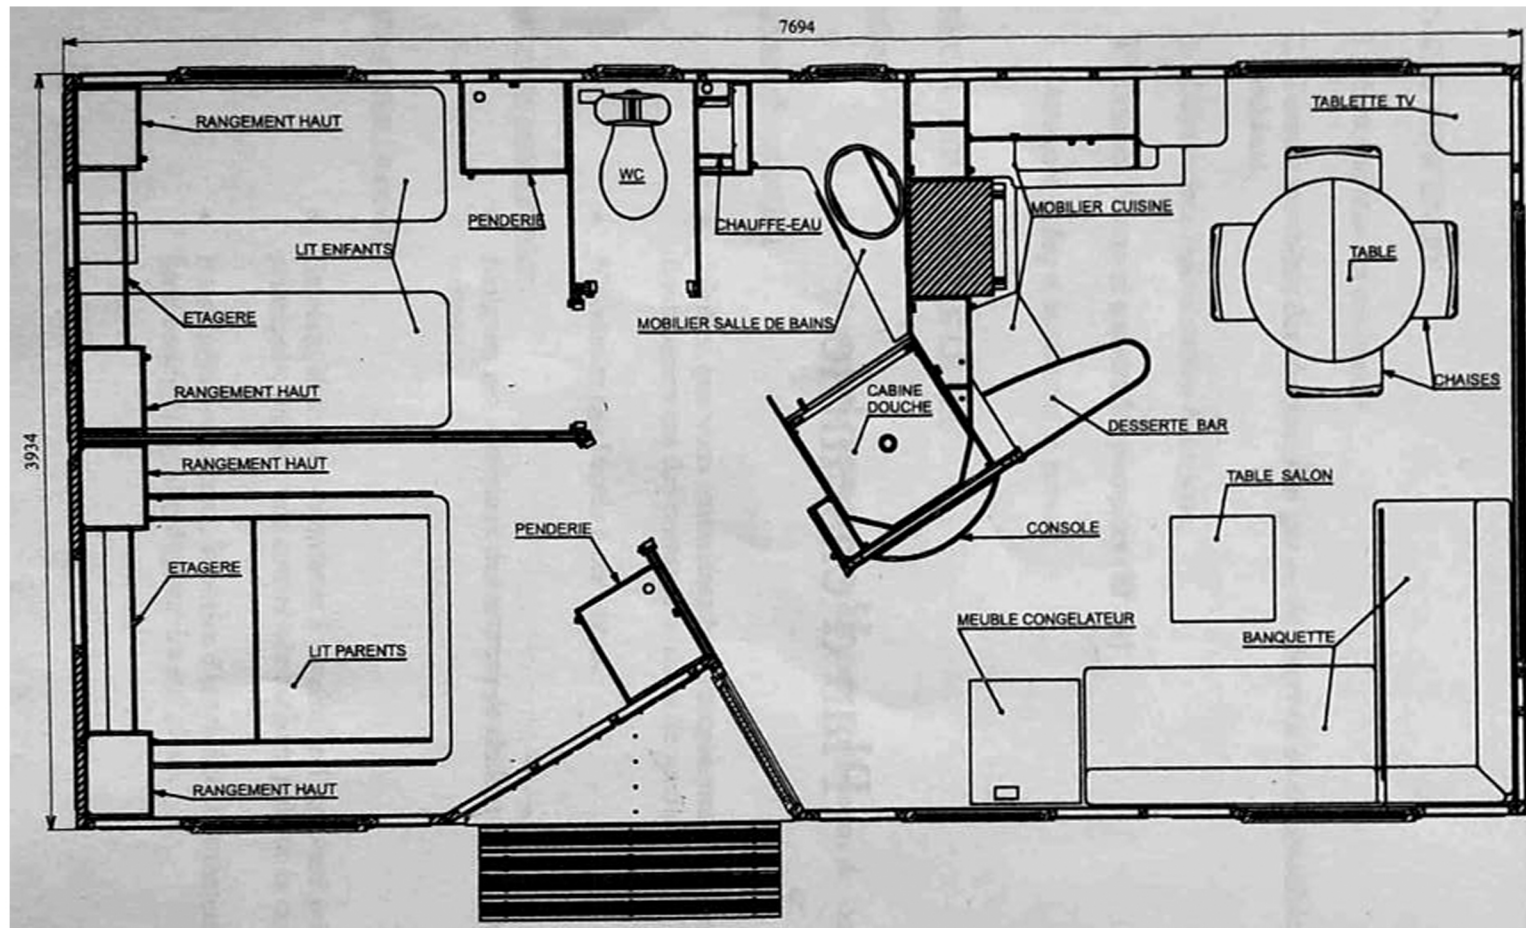 7694
3934
RANGEMENT HAUT
TABLETTE TV
WC
PENDERIE
CHAUFFE-EAU
MOBILIER CUISINE
LIT ENFANTS
TABLE
ETAGERE
MOBILIER SALLE DE BAINS
RANGEMENT HAUT
CABINE
DOUCHE
CHAISES
DESSERTE BAR
RANGEMENT HAUT
TABLE SALON
PENDERIE
CONSOLE
ETAGERE
MEUBLE CONGELATEUR
BANQUETTE
LIT PARENTS
RANGEMENT HAUT